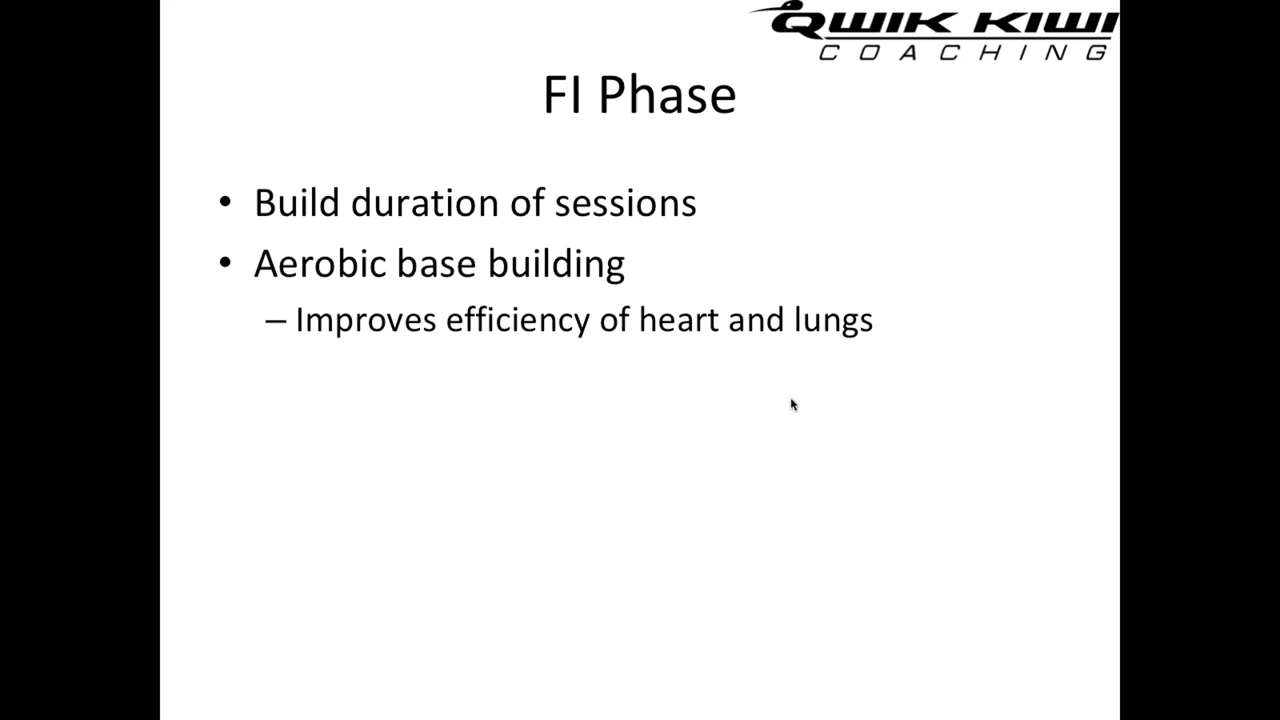 QWIK KIWI
COACHING
FI Phase
• Build duration of sessions
• Aerobic base building
– Improves efficiency of heart and lungs